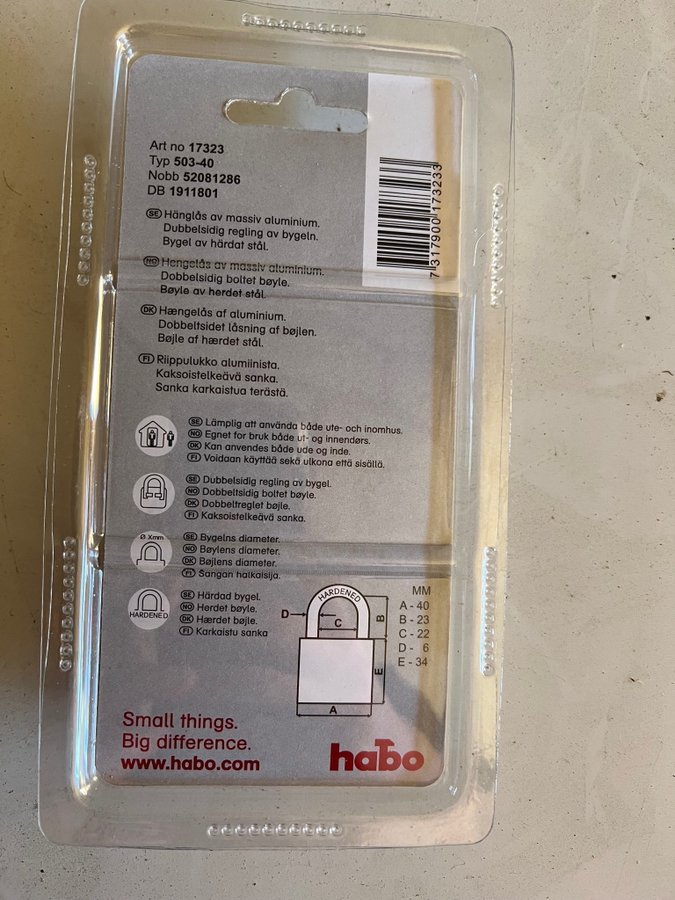 Art no 17323
Typ 503-40
Nobb 52081286
DB 1911801
7 317900 173233
SE Hänglås av massiv aluminium.
Dubbelsidig regling av bygeln.
Bygel av härdat stål.
NO Hengelås av massiv aluminium.
Dobbelsidig boltet bøyle.
Bøyle av herdet stål.
DK Hængelås af aluminium.
Dobbeltsidet låsning af bøjlen.
Bøjle af hærdet stål.
FI Riippulukko alumiinista.
Kaksoistelkeävä sanka.
Sanka karkaistua terästä.
SE Lämplig att använda både ute- och inomhus.
NO Egnet for bruk både ut- og innendørs.
DK Kan anvendes både ude og inde.
FI Voidaan käyttää sekä ulkona että sisällä.
SE Dubbelsidig regling av bygel.
NO Dobbeltsidig boltet bøyle.
DK Dobbeltreglet bøjle.
FI Kaksoistelkeävä sanka.
Ø Xmm
SE Bygelns diameter.
NO Bøylens diameter.
DK Bøjlens diameter.
FI Sangan halkaisija.
HARDENED
SE Härdad bygel.
NO Herdet bøyle.
DK Hærdet bøjle.
FI Karkaistu sanka
HARDENED
D
C
B
E
A
MM
A - 40
B - 23
C - 22
D - 6
E - 34
Small things.
Big difference.
www.habo.com
habo